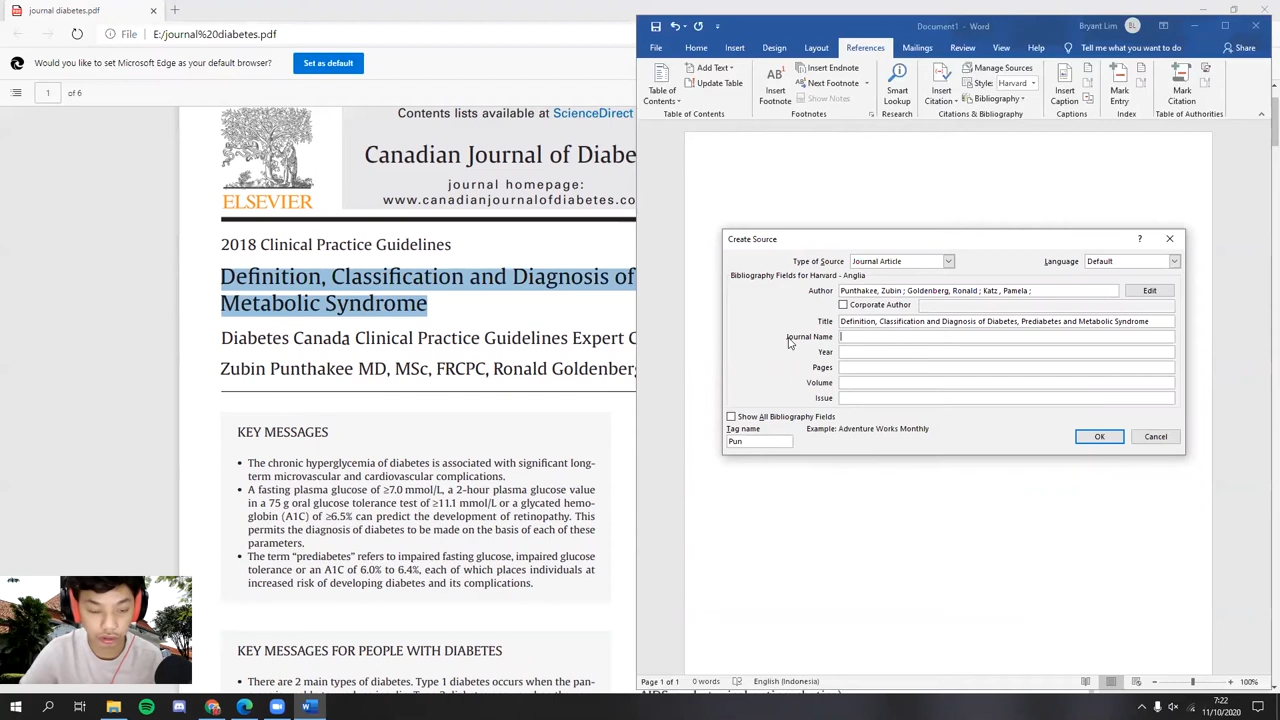 journal diabetes.pdf
File
E:/journal%20diabetes.pdf
Would you like to set Microsoft Edge as your default browser?
Set as default
1
of 6
Contents lists available at ScienceDirect
Canadian Journal of Diabe
journal homepage:
www.canadianjournalofdiabetes.co
ELSEVIER
2018 Clinical Practice Guidelines
Definition, Classification and Diagnosis of
Metabolic Syndrome
Diabetes Canada Clinical Practice Guidelines Expert C
Zubin Punthakee MD, MSc, FRCPC, Ronald Goldenberg
KEY MESSAGES
• The chronic hyperglycemia of diabetes is associated with significant long-
term microvascular and cardiovascular complications.
• A fasting plasma glucose of ≥7.0 mmol/L, a 2-hour plasma glucose value
in a 75 g oral glucose tolerance test of ≥11.1 mmol/L or a glycated hemo-
globin (A1C) of ≥6.5% can predict the development of retinopathy. This
permits the diagnosis of diabetes to be made on the basis of each of these
parameters.
• The term “prediabetes” refers to impaired fasting glucose, impaired glucose
tolerance or an A1C of 6.0% to 6.4%, each of which places individuals at
increased risk of developing diabetes and its complications.
KEY MESSAGES FOR PEOPLE WITH DIABETES
• There are 2 main types of diabetes. Type 1 diabetes occurs when the pan-
Document1 - Word
Bryant Lim
BL
File Home Insert Design Layout References Mailings Review View Help Tell me what you want to do Share
Table of
Contents
Add Text
Update Table
Table of Contents
AB
Insert
Footnote
Insert Endnote
Next Footnote
Show Notes
Footnotes
Smart
Lookup
Research
Insert
Citation
Manage Sources
Style: Harvard
Bibliography
Citations & Bibliography
Insert
Caption
Captions
Mark
Entry
Index
Mark
Citation
Table of Authorities
Create Source
?
Type of Source Journal Article
Language Default
Bibliography Fields for Harvard - Anglia
Author Punthakee, Zubin ; Goldenberg, Ronald ; Katz , Pamela ;
Edit
Corporate Author
Title Definition, Classification and Diagnosis of Diabetes, Prediabetes and Metabolic Syndrome
Journal Name
Year
Pages
Volume
Issue
Show All Bibliography Fields
Tag name Example: Adventure Works Monthly
Pun
OK
Cancel
Page 1 of 1
0 words
English (Indonesia)
100%
7:22
11/10/2020